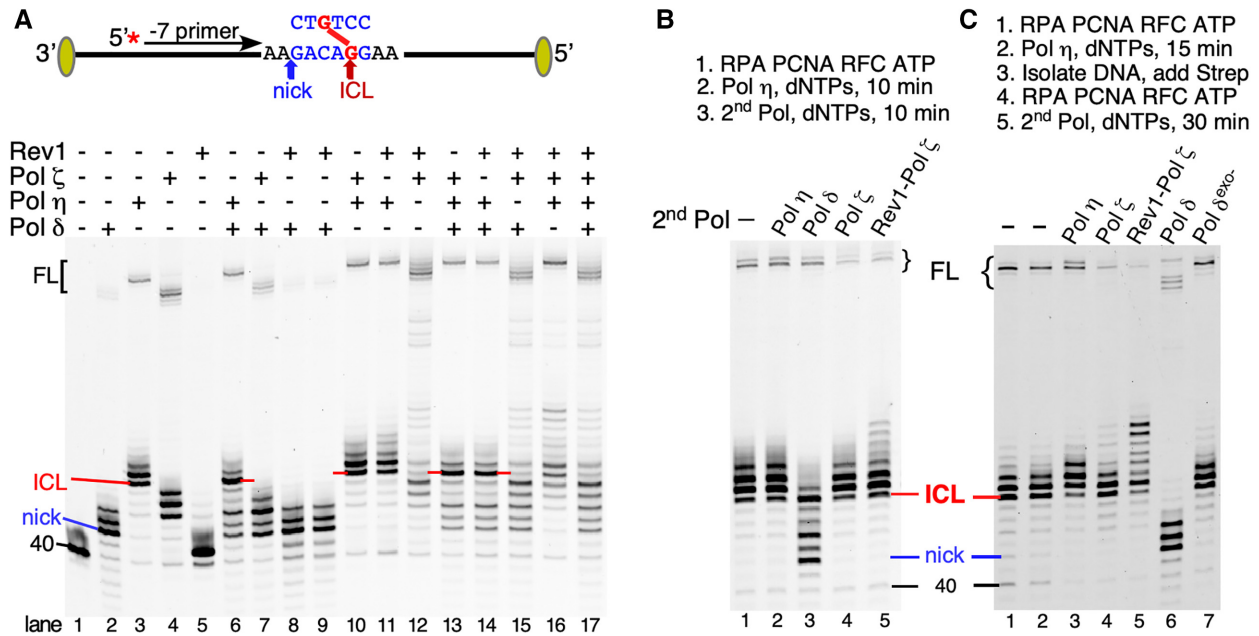 A
5'* -7 primer
CTGTCC
3' AAGACAGGAA 5'
nick ICL
Rev1 - - - - + - - + + - + + - + + + +
Pol ζ - - - + - - + - - + - + + - + + +
Pol η - - + - - + - - - + + - + + - + +
Pol δ - + - - - + + + + - - - + + + - +
FL
ICL
nick
40
lane 1 2 3 4 5 6 7 8 9 10 11 12 13 14 15 16 17
B
1. RPA PCNA RFC ATP
2. Pol η, dNTPs, 10 min
3. 2nd Pol, dNTPs, 10 min
2nd Pol – Pol η Pol δ Pol ζ Rev1-Pol ζ
1 2 3 4 5
C
1. RPA PCNA RFC ATP
2. Pol η, dNTPs, 15 min
3. Isolate DNA, add Strep
4. RPA PCNA RFC ATP
5. 2nd Pol, dNTPs, 30 min
– – Pol η Pol ζ Rev1-Pol ζ Pol δ Pol δexo-
FL
ICL
nick
40
1 2 3 4 5 6 7